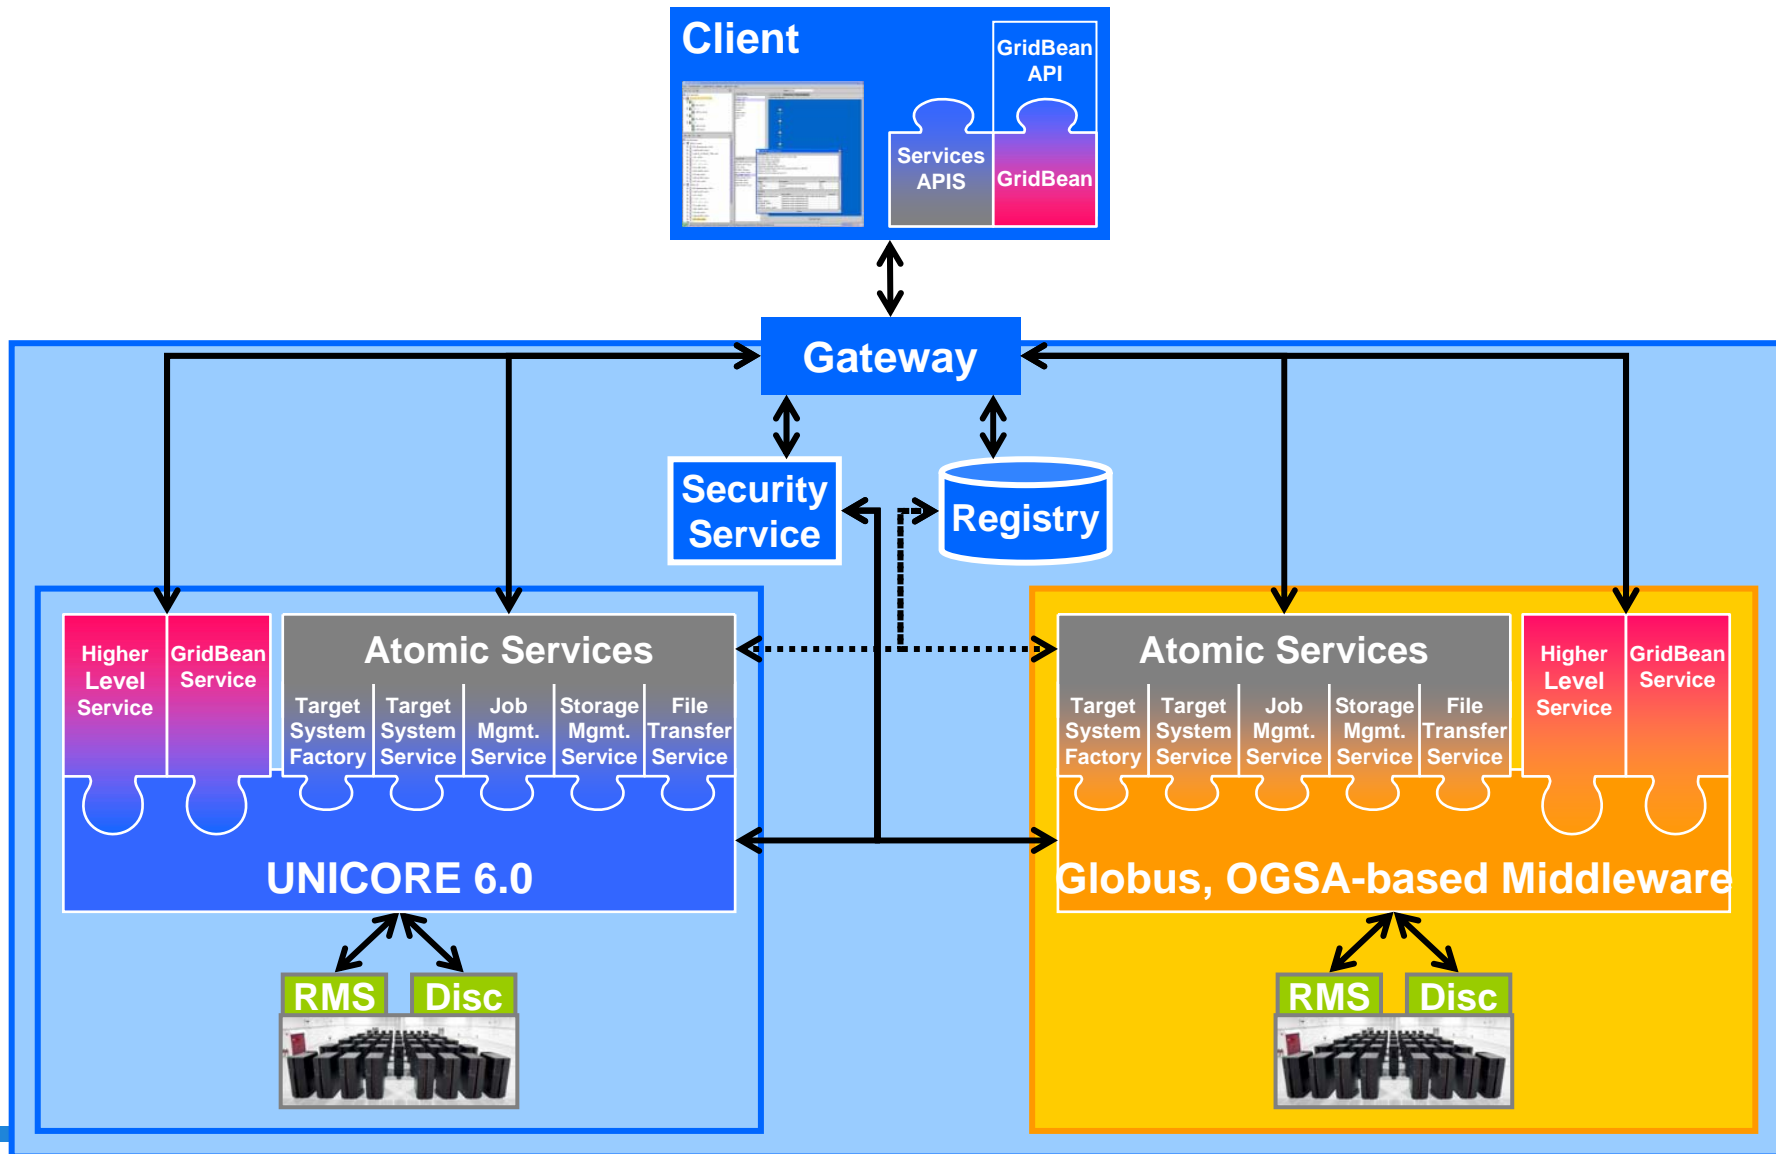 Client
GridBean
API
Services
APIS
GridBean
Gateway
Security
Service
Registry
Higher
Level
Service
GridBean
Service
Atomic Services
Target
System
Factory
Target
System
Service
Job
Mgmt.
Service
Storage
Mgmt.
Service
File
Transfer
Service
UNICORE 6.0
RMS
Disc
Atomic Services
Target
System
Factory
Target
System
Service
Job
Mgmt.
Service
Storage
Mgmt.
Service
File
Transfer
Service
Higher
Level
Service
GridBean
Service
Globus, OGSA-based Middleware
RMS
Disc